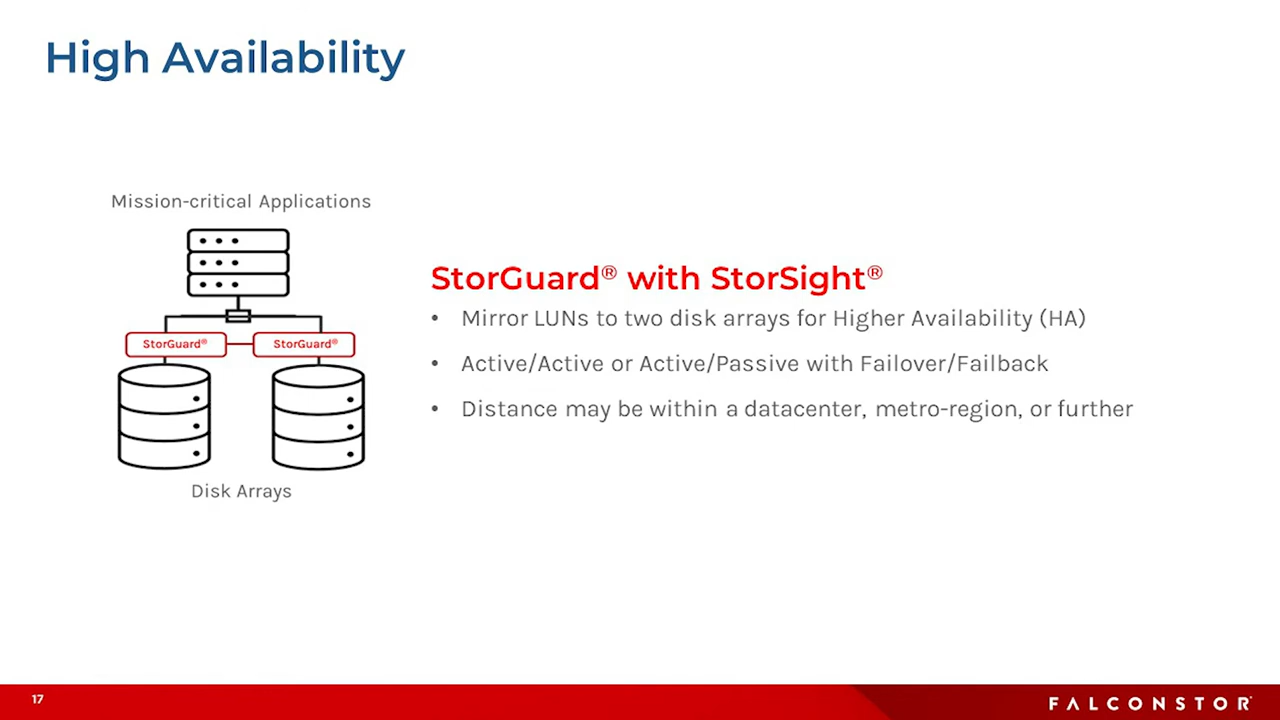 High Availability
Mission-critical Applications
StorGuard® StorGuard®
Disk Arrays
StorGuard® with StorSight®
• Mirror LUNs to two disk arrays for Higher Availability (HA)
• Active/Active or Active/Passive with Failover/Failback
• Distance may be within a datacenter, metro-region, or further
17
FALCONSTOR®